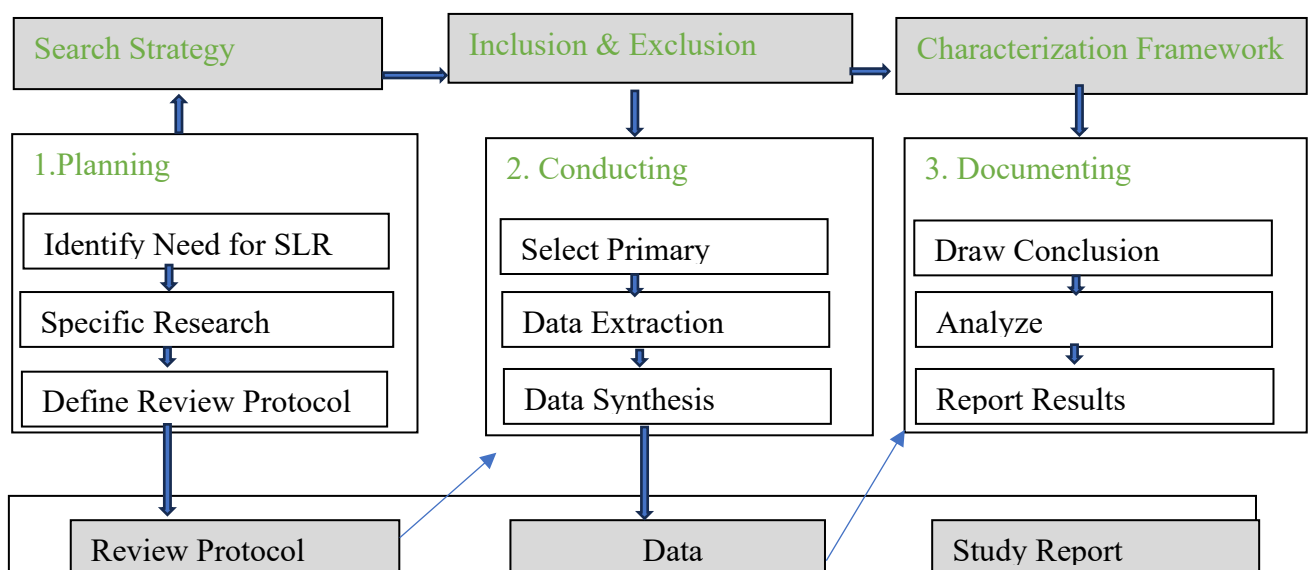 Search Strategy
Inclusion & Exclusion
Characterization Framework
1.Planning
Identify Need for SLR
Specific Research
Define Review Protocol
2. Conducting
Select Primary
Data Extraction
Data Synthesis
3. Documenting
Draw Conclusion
Analyze
Report Results
Review Protocol
Data
Study Report